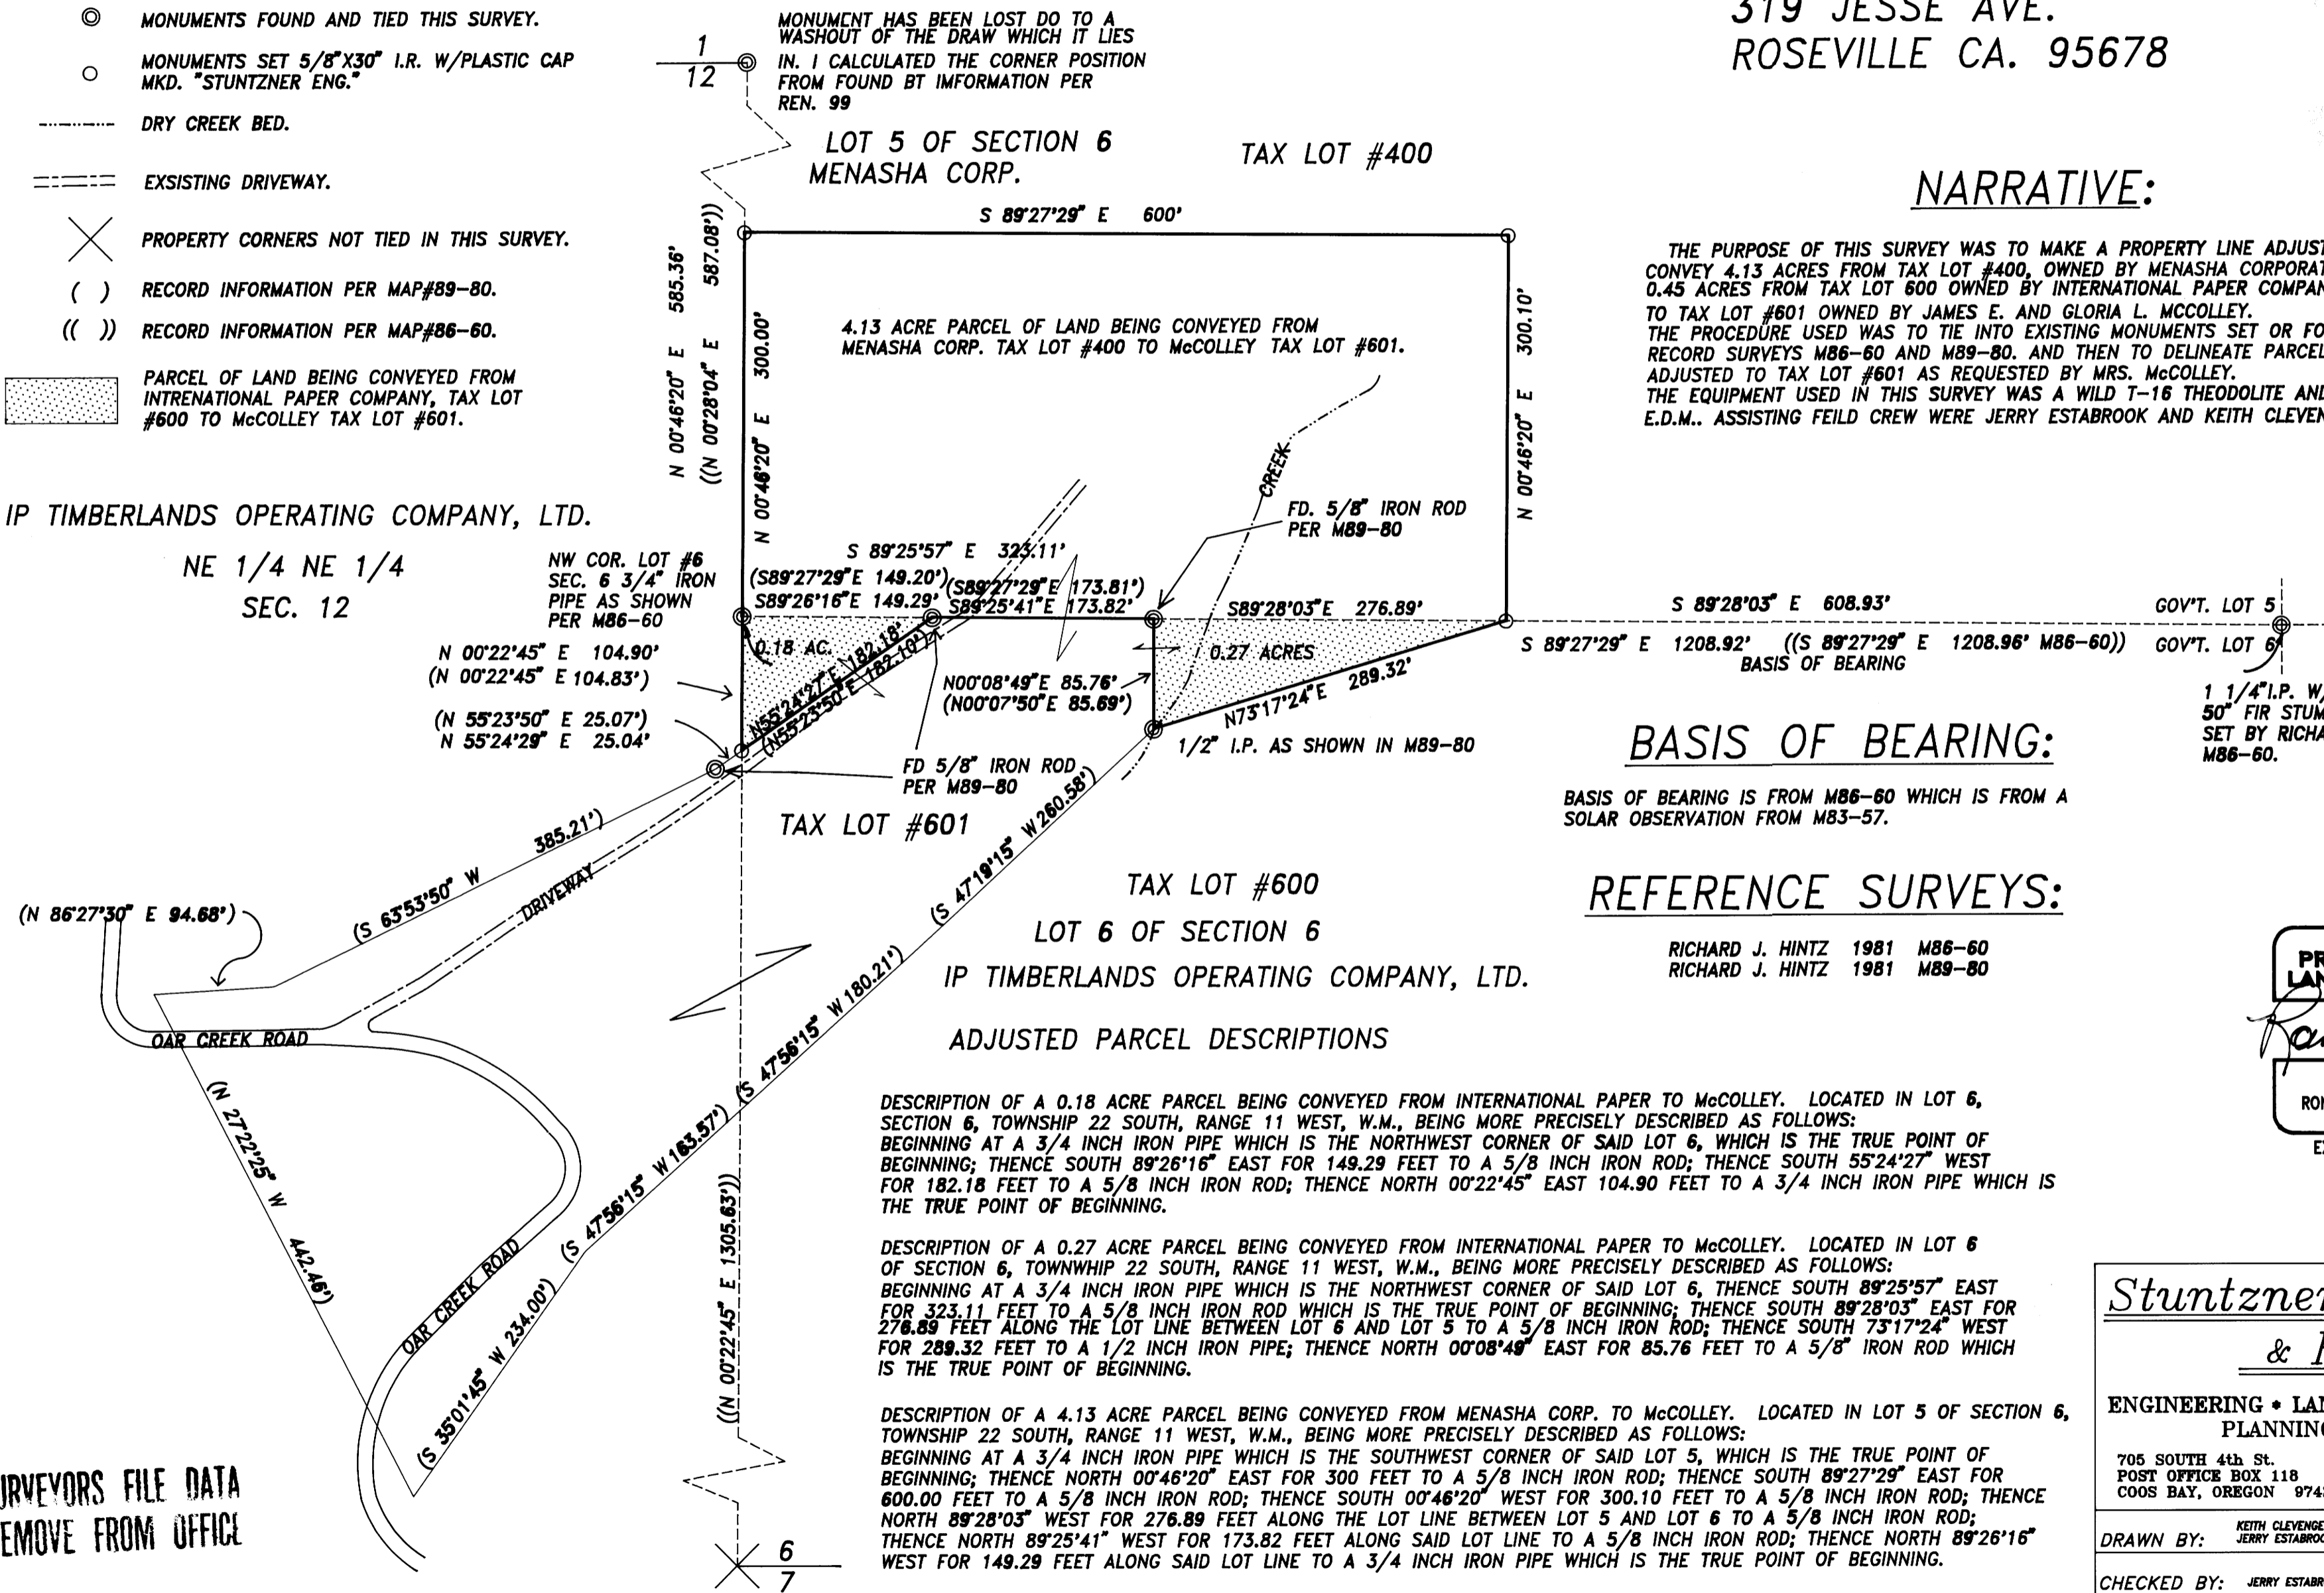 MONUMENTS FOUND AND TIED THIS SURVEY.
MONUMENTS SET 5/8"X30" I.R. W/PLASTIC CAP
MKD. "STUNTZNER ENG."
DRY CREEK BED.
EXSISTING DRIVEWAY.
PROPERTY CORNERS NOT TIED IN THIS SURVEY.
( ) RECORD INFORMATION PER MAP#89-80.
(( )) RECORD INFORMATION PER MAP#86-60.
PARCEL OF LAND BEING CONVEYED FROM
INTRENATIONAL PAPER COMPANY, TAX LOT
#600 TO McCOLLEY TAX LOT #601.
1
12
MONUMENT HAS BEEN LOST DO TO A
WASHOUT OF THE DRAW WHICH IT LIES
IN. I CALCULATED THE CORNER POSITION
FROM FOUND BT IMFORMATION PER
REN. 99
319 JESSE AVE.
ROSEVILLE CA. 95678
LOT 5 OF SECTION 6
MENASHA CORP.
TAX LOT #400
NARRATIVE:
THE PURPOSE OF THIS SURVEY WAS TO MAKE A PROPERTY LINE ADJUST
CONVEY 4.13 ACRES FROM TAX LOT #400, OWNED BY MENASHA CORPORAT
0.45 ACRES FROM TAX LOT 600 OWNED BY INTERNATIONAL PAPER COMPAN
TO TAX LOT #601 OWNED BY JAMES E. AND GLORIA L. MCCOLLEY.
THE PROCEDURE USED WAS TO TIE INTO EXISTING MONUMENTS SET OR FO
RECORD SURVEYS M86-60 AND M89-80. AND THEN TO DELINEATE PARCEL
ADJUSTED TO TAX LOT #601 AS REQUESTED BY MRS. McCOLLEY.
THE EQUIPMENT USED IN THIS SURVEY WAS A WILD T-16 THEODOLITE AND
E.D.M.. ASSISTING FEILD CREW WERE JERRY ESTABROOK AND KEITH CLEVEN
S 89°27'29" E 600'
N 00°46'20" E 585.36'
((N 00°28'04" E 587.08'))
N 00°46'20" E 300.00'
4.13 ACRE PARCEL OF LAND BEING CONVEYED FROM
MENASHA CORP. TAX LOT #400 TO McCOLLEY TAX LOT #601.
N 00°46'20" E 300.10'
CREEK
FD. 5/8" IRON ROD
PER M89-80
IP TIMBERLANDS OPERATING COMPANY, LTD.
NE 1/4 NE 1/4
SEC. 12
NW COR. LOT #6
SEC. 6 3/4" IRON
PIPE AS SHOWN
PER M86-60
S 89°25'57" E 323.11'
(S89°27'29"E 149.20')
(S89°27'29"E 173.81')
S89°26'16"E 149.29'
S89°25'41"E 173.82'
S89°28'03"E 276.89'
S 89°28'03" E 608.93'
GOV'T. LOT 5
S 89°27'29" E 1208.92' ((S 89°27'29" E 1208.96' M86-60))
GOV'T. LOT 6
BASIS OF BEARING
N 00°22'45" E 104.90'
(N 00°22'45" E 104.83')
(N 55°23'50" E 25.07')
N 55°24'29" E 25.04'
0.18 AC.
N55°24'27"E 182.18'
(N55°23'50"E 182.10')
0.27 ACRES
N00°08'49"E 85.76'
(N00°07'50"E 85.69')
N73°17'24"E 289.32'
1/2" I.P. AS SHOWN IN M89-80
FD 5/8" IRON ROD
PER M89-80
1 1/4"I.P. W/
50" FIR STUM
SET BY RICHA
M86-60.
BASIS OF BEARING:
BASIS OF BEARING IS FROM M86-60 WHICH IS FROM A
SOLAR OBSERVATION FROM M83-57.
TAX LOT #601
(S 63°53'50" W 385.21')
DRIVEWAY
(N 86°27'30" E 94.68')
OAR CREEK ROAD
(N 27°22'25" W 442.46')
OAR CREEK ROAD
(S 35°01'45" W 234.00')
(S 47°56'15" W 163.57')
(S 47°56'15" W 180.21')
(S 47°19'15" W 260.58')
((N 00°22'45" E 1305.63'))
TAX LOT #600
LOT 6 OF SECTION 6
IP TIMBERLANDS OPERATING COMPANY, LTD.
REFERENCE SURVEYS:
RICHARD J. HINTZ 1981 M86-60
RICHARD J. HINTZ 1981 M89-80
PR
LAN
RON
E
ADJUSTED PARCEL DESCRIPTIONS
DESCRIPTION OF A 0.18 ACRE PARCEL BEING CONVEYED FROM INTERNATIONAL PAPER TO McCOLLEY. LOCATED IN LOT 6,
SECTION 6, TOWNSHIP 22 SOUTH, RANGE 11 WEST, W.M., BEING MORE PRECISELY DESCRIBED AS FOLLOWS:
BEGINNING AT A 3/4 INCH IRON PIPE WHICH IS THE NORTHWEST CORNER OF SAID LOT 6, WHICH IS THE TRUE POINT OF
BEGINNING; THENCE SOUTH 89°26'16" EAST FOR 149.29 FEET TO A 5/8 INCH IRON ROD; THENCE SOUTH 55°24'27" WEST
FOR 182.18 FEET TO A 5/8 INCH IRON ROD; THENCE NORTH 00°22'45" EAST 104.90 FEET TO A 3/4 INCH IRON PIPE WHICH IS
THE TRUE POINT OF BEGINNING.
DESCRIPTION OF A 0.27 ACRE PARCEL BEING CONVEYED FROM INTERNATIONAL PAPER TO McCOLLEY. LOCATED IN LOT 6
OF SECTION 6, TOWNWHIP 22 SOUTH, RANGE 11 WEST, W.M., BEING MORE PRECISELY DESCRIBED AS FOLLOWS:
BEGINNING AT A 3/4 INCH IRON PIPE WHICH IS THE NORTHWEST CORNER OF SAID LOT 6, THENCE SOUTH 89°25'57" EAST
FOR 323.11 FEET TO A 5/8 INCH IRON ROD WHICH IS THE TRUE POINT OF BEGINNING; THENCE SOUTH 89°28'03" EAST FOR
276.89 FEET ALONG THE LOT LINE BETWEEN LOT 6 AND LOT 5 TO A 5/8 INCH IRON ROD; THENCE SOUTH 73°17'24" WEST
FOR 289.32 FEET TO A 1/2 INCH IRON PIPE; THENCE NORTH 00°08'49" EAST FOR 85.76 FEET TO A 5/8" IRON ROD WHICH
IS THE TRUE POINT OF BEGINNING.
DESCRIPTION OF A 4.13 ACRE PARCEL BEING CONVEYED FROM MENASHA CORP. TO McCOLLEY. LOCATED IN LOT 5 OF SECTION 6,
TOWNSHIP 22 SOUTH, RANGE 11 WEST, W.M., BEING MORE PRECISELY DESCRIBED AS FOLLOWS:
BEGINNING AT A 3/4 INCH IRON PIPE WHICH IS THE SOUTHWEST CORNER OF SAID LOT 5, WHICH IS THE TRUE POINT OF
BEGINNING; THENCE NORTH 00°46'20" EAST FOR 300 FEET TO A 5/8 INCH IRON ROD; THENCE SOUTH 89°27'29" EAST FOR
600.00 FEET TO A 5/8 INCH IRON ROD; THENCE SOUTH 00°46'20" WEST FOR 300.10 FEET TO A 5/8 INCH IRON ROD; THENCE
NORTH 89°28'03" WEST FOR 276.89 FEET ALONG THE LOT LINE BETWEEN LOT 5 AND LOT 6 TO A 5/8 INCH IRON ROD;
THENCE NORTH 89°25'41" WEST FOR 173.82 FEET ALONG SAID LOT LINE TO A 5/8 INCH IRON ROD; THENCE NORTH 89°26'16"
WEST FOR 149.29 FEET ALONG SAID LOT LINE TO A 3/4 INCH IRON PIPE WHICH IS THE TRUE POINT OF BEGINNING.
6
7
URVEYORS FILE DATA
EMOVE FROM OFFICE
Stuntzner
&
ENGINEERING • LAN
PLANNING
705 SOUTH 4th St.
POST OFFICE BOX 118
COOS BAY, OREGON 974
DRAWN BY: KEITH CLEVENGE
JERRY ESTABROO
CHECKED BY: JERRY ESTABR